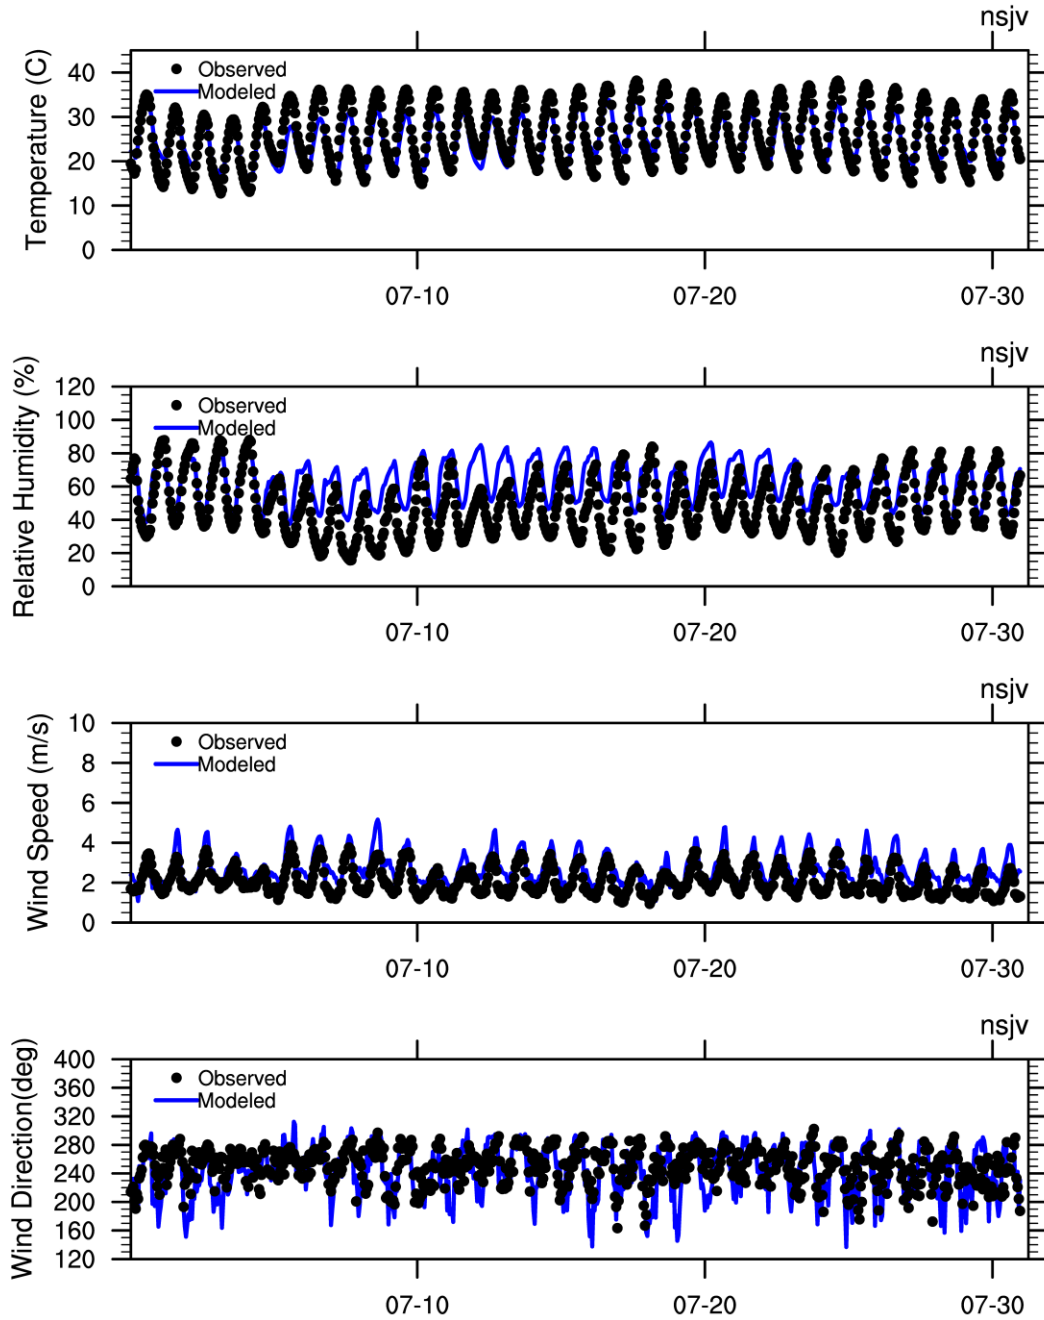 nsjv
Temperature (C)
40
30
20
10
0
Observed
Modeled
07-10 07-20 07-30
nsjv
Relative Humidity (%)
120
100
80
60
40
20
0
Observed
Modeled
07-10 07-20 07-30
nsjv
Wind Speed (m/s)
10
8
6
4
2
0
Observed
Modeled
07-10 07-20 07-30
nsjv
Wind Direction(deg)
400
360
320
280
240
200
160
120
Observed
Modeled
07-10 07-20 07-30